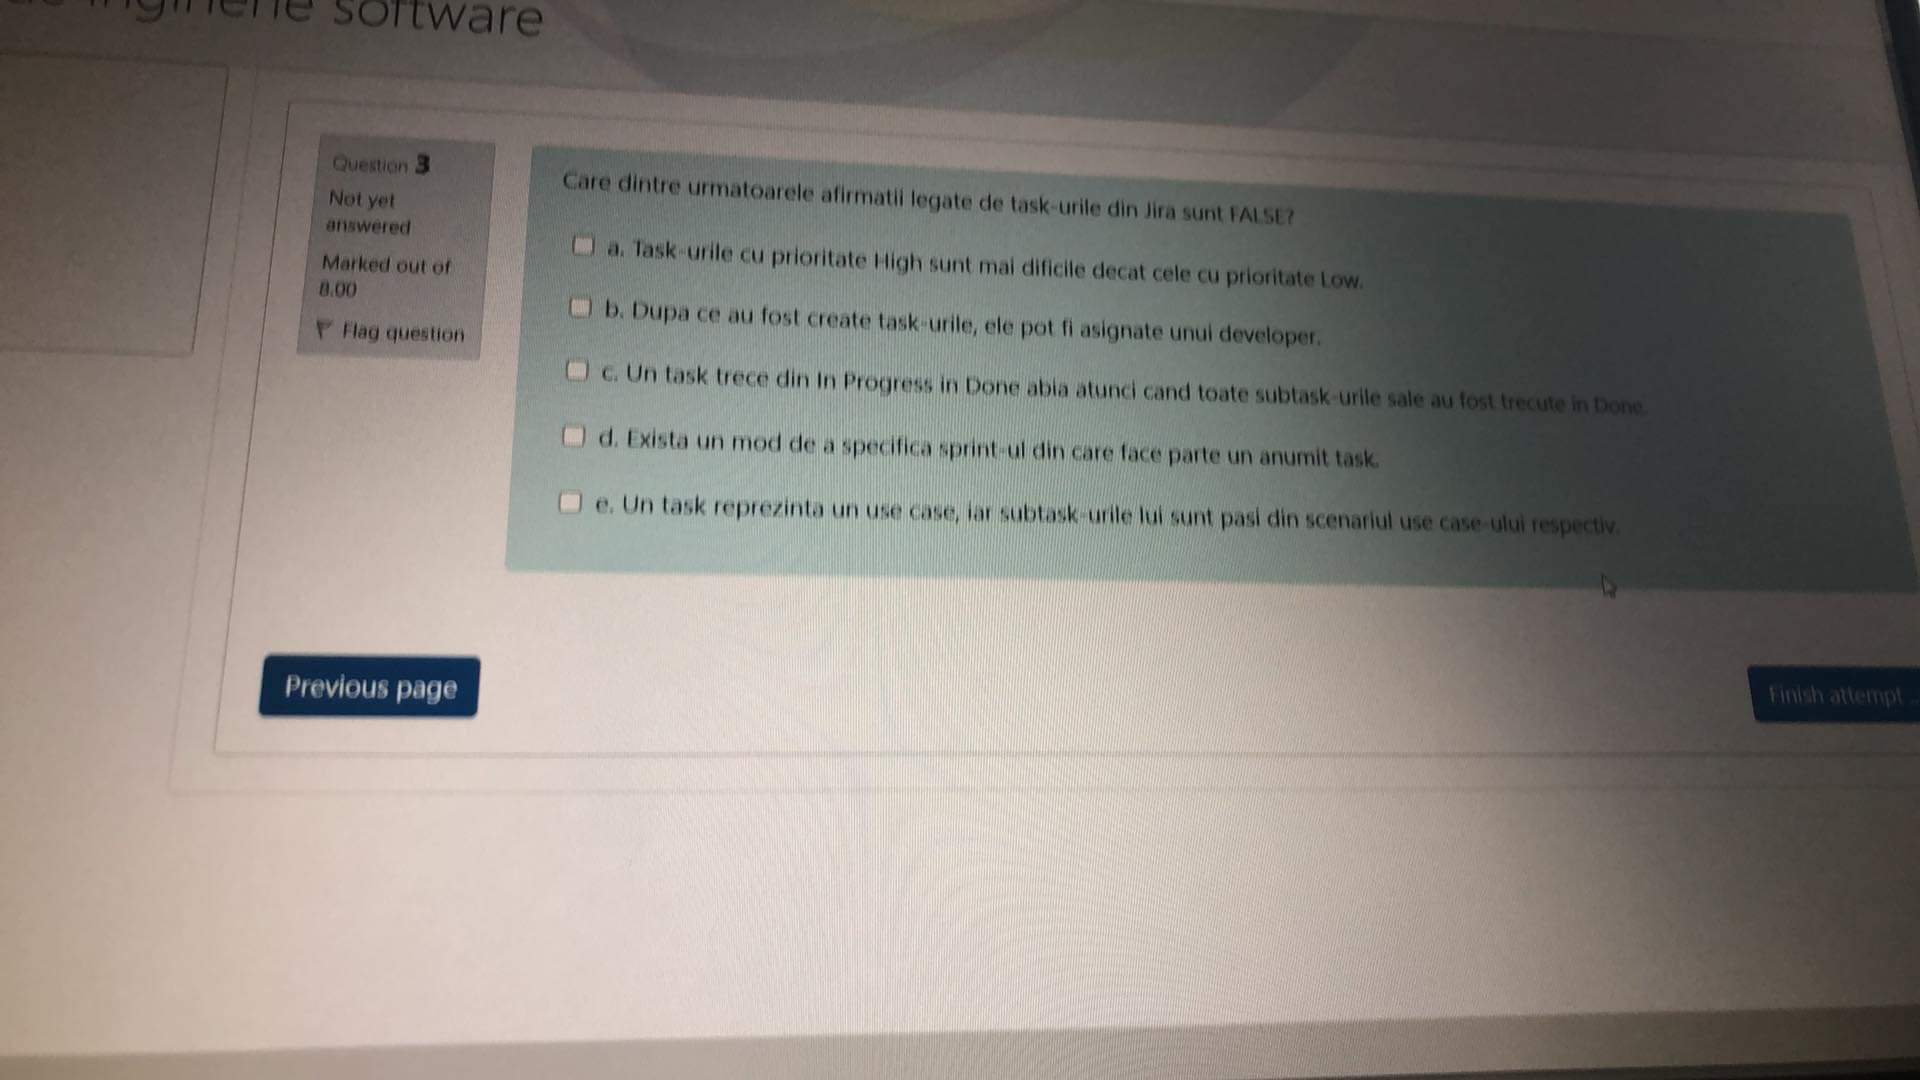 software
Question 3
Not yet
answered
Marked out of
8.00
Flag question
Care dintre urmatoarele afirmatii legate de task-urile din Jira sunt FALSE?
a. Task-urile cu prioritate High sunt mai dificile decat cele cu prioritate Low.
b. Dupa ce au fost create task-urile, ele pot fi asignate unui developer.
c. Un task trece din In Progress in Done abia atunci cand toate subtask-urile sale au fost trecute in Done.
d. Exista un mod de a specifica sprint-ul din care face parte un anumit task.
e. Un task reprezinta un use case, iar subtask-urile lui sunt pasi din scenariul use case-ului respectiv.
Previous page
Finish attempt ..